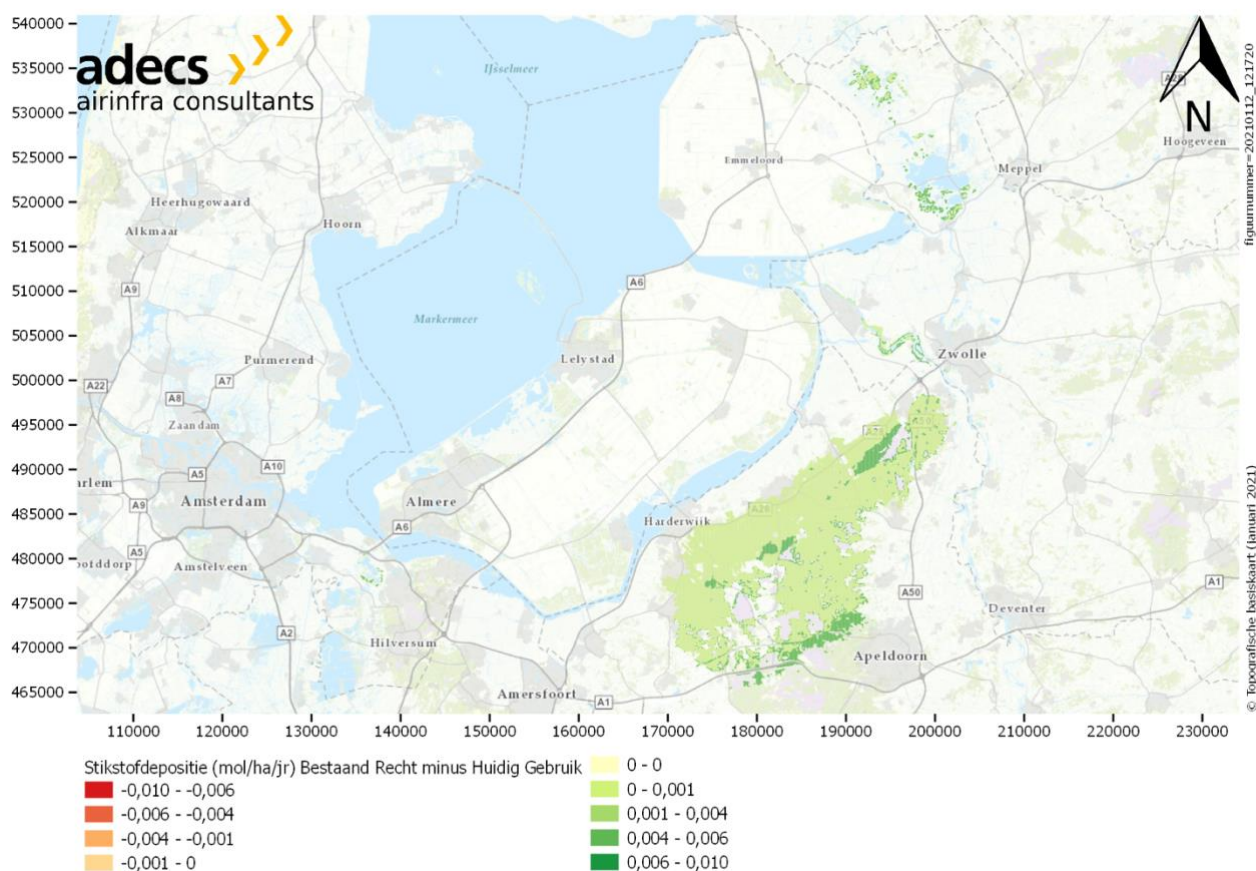 540000
535000
530000
525000
520000
515000
510000
505000
500000
495000
490000
485000
480000
475000
470000
465000
adecs
airinfra consultants
IJsselmeer
A28
N
figuurnummer=20210112_121720
Hoogeveen
Emmeloord
Meppel
Heerhugowaard
Hoorn
Alkmaar
A9
A6
Markermeer
Purmerend
Lelystad
Zwolle
A22
A7
A8
Zaandam
A5
A10
arlem
Amsterdam
Almere
A9
A6
Harderwijk
A28
A5
ofddorp
Amstelveen
A50
A1
Deventer
A2
Hilversum
Apeldoorn
Amersfoort
A1
© Topografische basiskaart (Januari 2021)
110000 120000 130000 140000 150000 160000 170000 180000 190000 200000 210000 220000 230000
Stikstofdepositie (mol/ha/jr) Bestaand Recht minus Huidig Gebruik
-0,010 - -0,006
-0,006 - -0,004
-0,004 - -0,001
-0,001 - 0
0 - 0
0 - 0,001
0,001 - 0,004
0,004 - 0,006
0,006 - 0,010